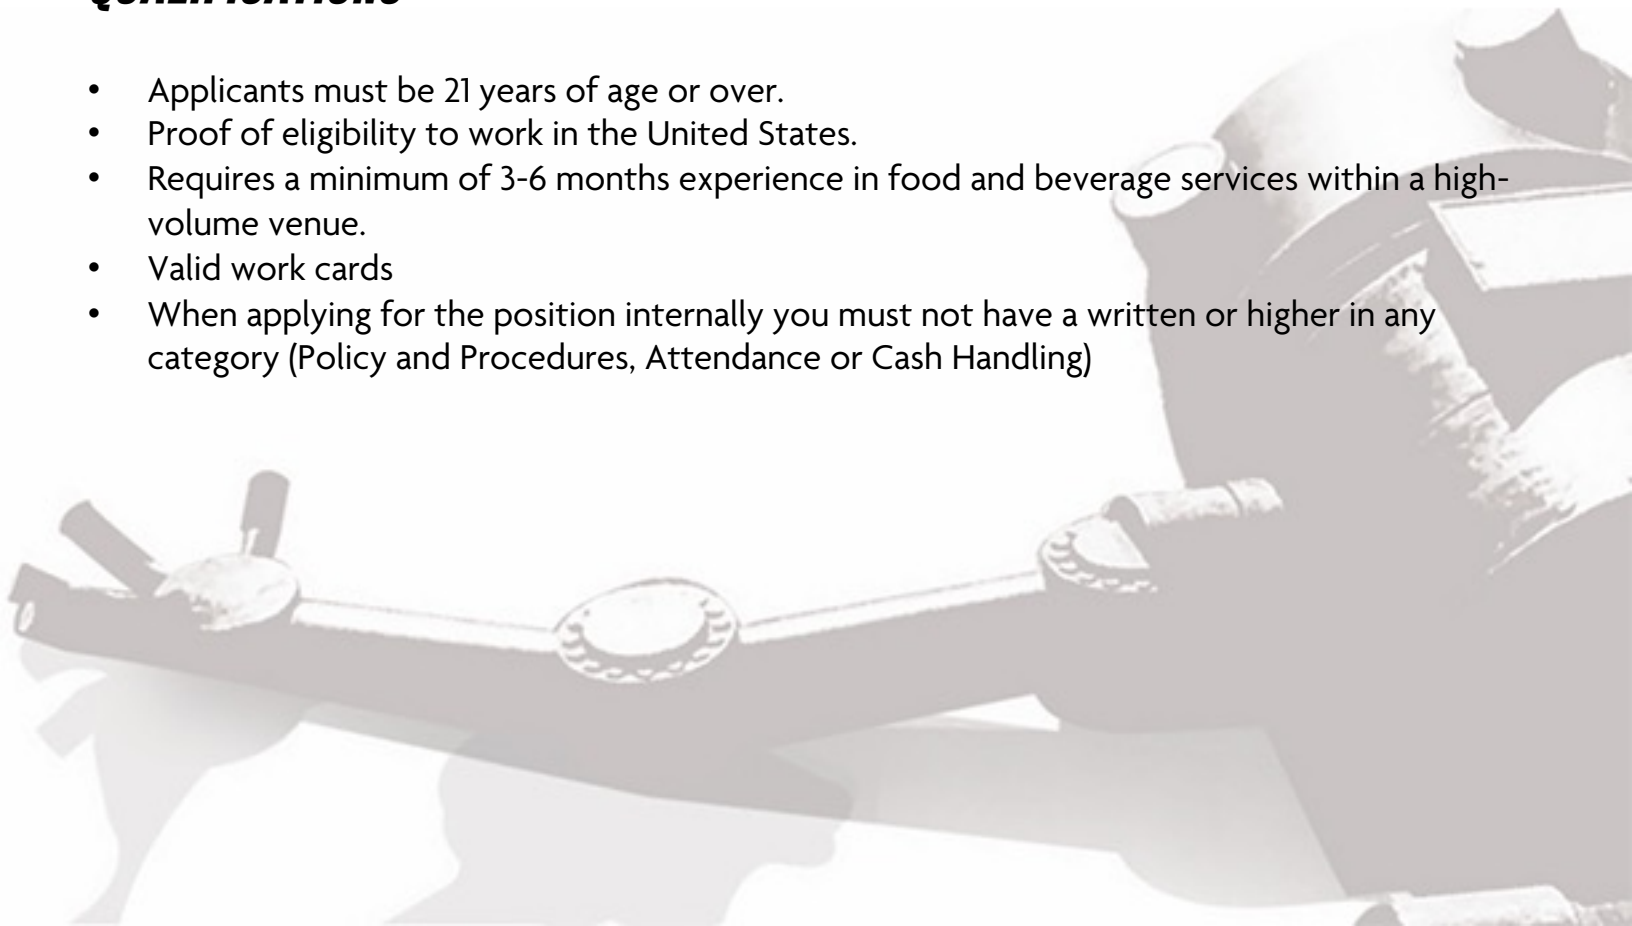 QUALIFICATIONS
• Applicants must be 21 years of age or over.
• Proof of eligibility to work in the United States.
• Requires a minimum of 3-6 months experience in food and beverage services within a high-
volume venue.
• Valid work cards
• When applying for the position internally you must not have a written or higher in any
category (Policy and Procedures, Attendance or Cash Handling)